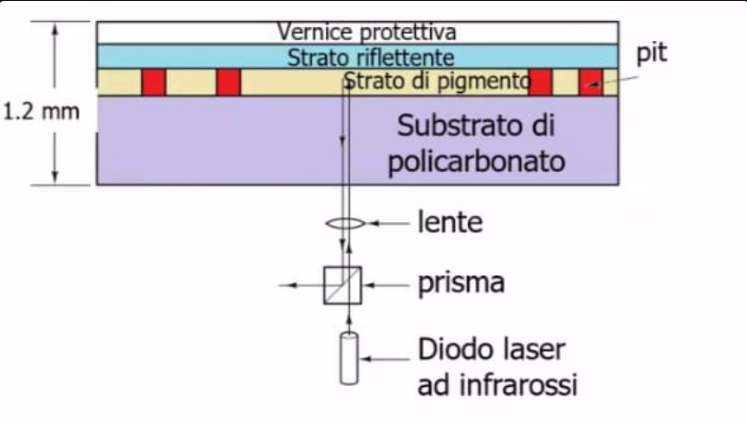 Vernice protettiva
Strato riflettente
Strato di pigmento
pit
1.2 mm
Substrato di
policarbonato
lente
prisma
Diodo laser
ad infrarossi